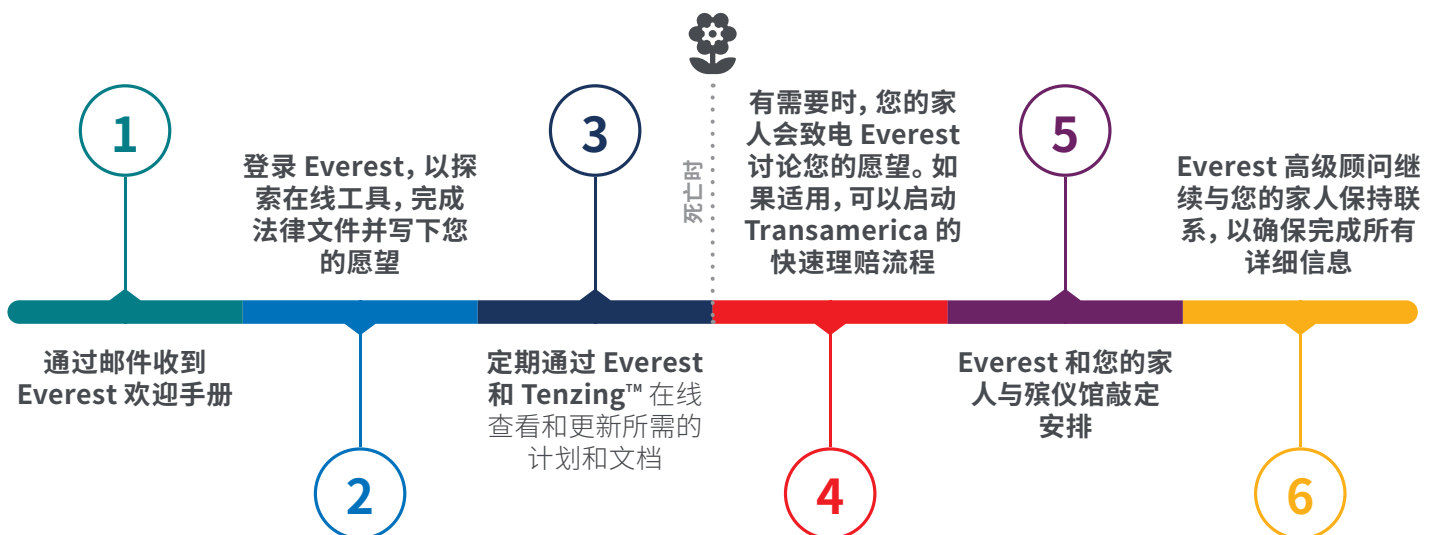 1
通过邮件收到
Everest 欢迎手册
登录 Everest，以探
索在线工具，完成
法律文件并写下您
的愿望
2
3
定期通过 Everest
和 Tenzing™ 在线
查看和更新所需的
计划和文档
死亡时
有需要时，您的家
人会致电 Everest
讨论您的愿望。如
果适用，可以启动
Transamerica 的
快速理赔流程
4
5
Everest 和您的家
人与殡仪馆敲定
安排
Everest 高级顾问继
续与您的家人保持联
系，以确保完成所有
详细信息
6